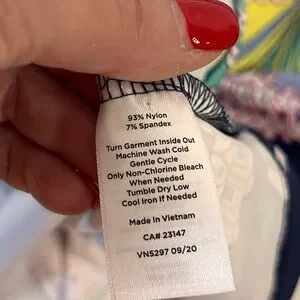 93% Nylon
7% Spandex
Turn Garment Inside Out
Machine Wash Cold
Gentle Cycle
Only Non-Chlorine Bleach
When Needed
Tumble Dry Low
Cool Iron If Needed
Made in Vietnam
CA# 23147
VN5297 09/20